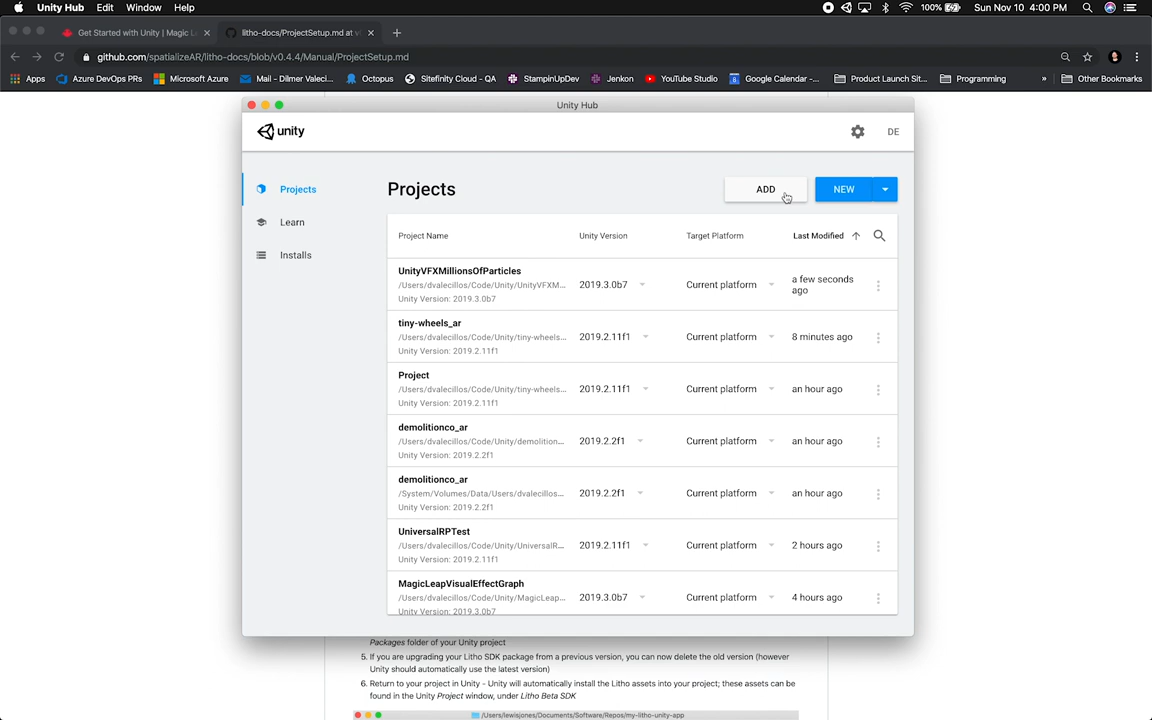 Unity Hub Edit Window Help 100% Sun Nov 10 4:00 PM
Get Started with Unity | Magic L litho-docs/ProjectSetup.md at v
github.com/spatializeAR/litho-docs/blob/v0.4.4/Manual/ProjectSetup.md
Apps Azure DevOps PRs Microsoft Azure Mail - Dilmer Valeci... Octopus Sitefinity Cloud - QA StampinUpDev Jenkon YouTube Studio Google Calendar -... Product Launch Sit... Programming » Other Bookmarks
Unity Hub
unity DE
Projects
Learn
Installs
Projects ADD NEW
Project Name Unity Version Target Platform Last Modified
UnityVFXMillionsOfParticles
/Users/dvalecillos/Code/Unity/UnityVFXM... 2019.3.0b7 Current platform a few seconds ago
Unity Version: 2019.3.0b7
tiny-wheels_ar
/Users/dvalecillos/Code/Unity/tiny-wheels... 2019.2.11f1 Current platform 8 minutes ago
Unity Version: 2019.2.11f1
Project
/Users/dvalecillos/Code/Unity/tiny-wheels... 2019.2.11f1 Current platform an hour ago
Unity Version: 2019.2.11f1
demolitionco_ar
/Users/dvalecillos/Code/Unity/demolition... 2019.2.2f1 Current platform an hour ago
Unity Version: 2019.2.2f1
demolitionco_ar
/System/Volumes/Data/Users/dvalecillos... 2019.2.2f1 Current platform an hour ago
Unity Version: 2019.2.2f1
UniversalRPTest
/Users/dvalecillos/Code/Unity/UniversalR... 2019.2.11f1 Current platform 2 hours ago
Unity Version: 2019.2.11f1
MagicLeapVisualEffectGraph
/Users/dvalecillos/Code/Unity/MagicLeap... 2019.3.0b7 Current platform 4 hours ago
Unity Version: 2019.3.0b7
Packages folder of your Unity project
5. If you are upgrading your Litho SDK package from a previous version, you can now delete the old version (however
Unity should automatically use the latest version)
6. Return to your project in Unity - Unity will automatically install the Litho assets into your project; these assets can be
found in the Unity Project window, under Litho Beta SDK
/Users/lewisjones/Documents/Software/Repos/my-litho-unity-app